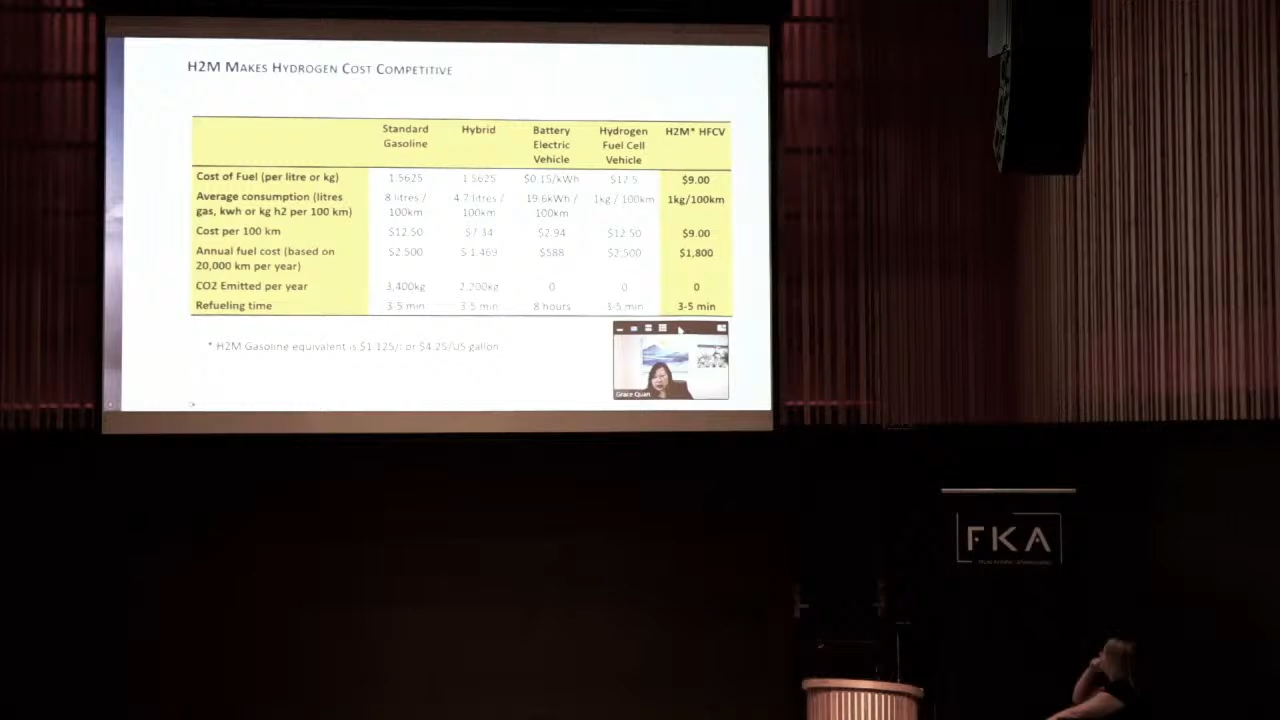 H2M MAKES HYDROGEN COST COMPETITIVE
Standard Gasoline Hybrid Battery Electric Vehicle Hydrogen Fuel Cell Vehicle H2M* HFCV
Cost of Fuel (per litre or kg) 1.5625 1.5625 $0.15/kWh $12.5 $9.00
Average consumption (litres gas, kwh or kg h2 per 100 km) 8 litres / 100km 4.7 litres / 100km 19.6kWh / 100km 1kg / 100km 1kg/100km
Cost per 100 km $12.50 $7.34 $2.94 $12.50 $9.00
Annual fuel cost (based on 20,000 km per year) $2,500 $1,469 $588 $2,500 $1,800
CO2 Emitted per year 3,400kg 2,200kg 0 0 0
Refueling time 3-5 min 3-5 min 8 hours 3-5 min 3-5 min
* H2M Gasoline equivalent is $1.125/l or $4.25/US gallon
Grace Quan
FKA